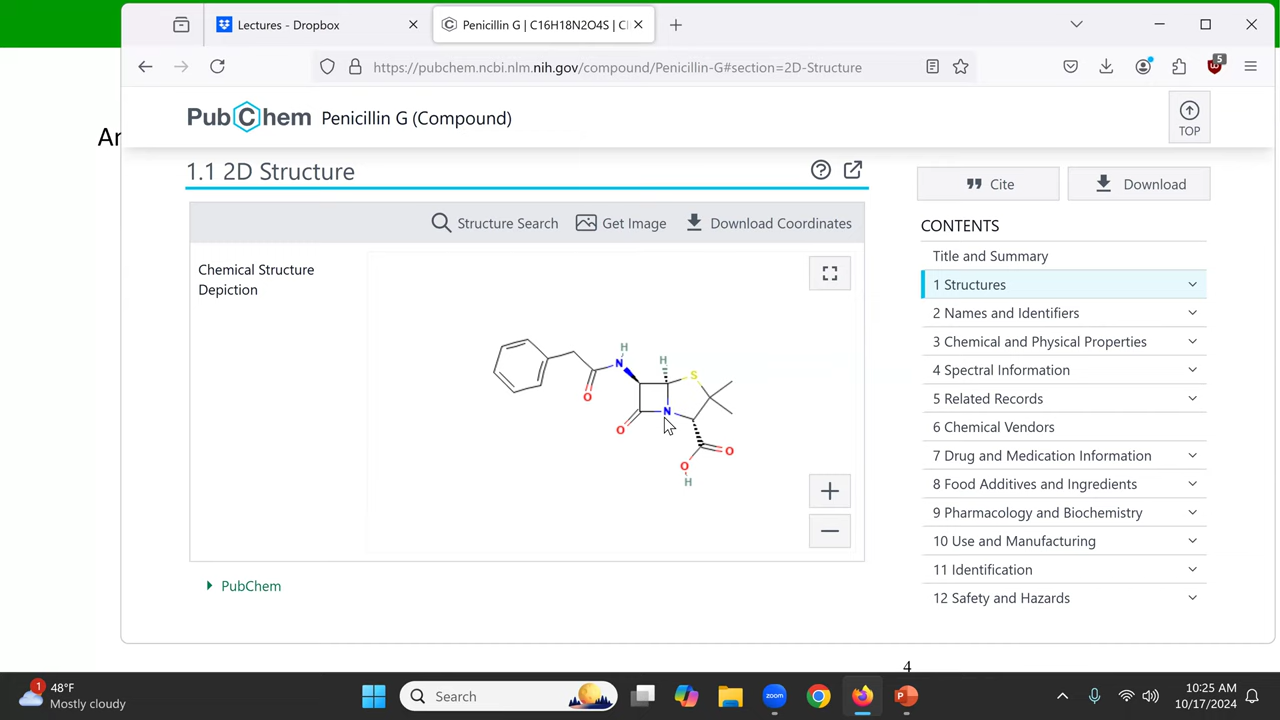 Lectures - Dropbox
Penicillin G | C16H18N2O4S | C
https://pubchem.ncbi.nlm.nih.gov/compound/Penicillin-G#section=2D-Structure
5
PubChem Penicillin G (Compound)
TOP
Ar
1.1 2D Structure
Cite
Download
Structure Search
Get Image
Download Coordinates
CONTENTS
Chemical Structure
Depiction
Title and Summary
1 Structures
2 Names and Identifiers
3 Chemical and Physical Properties
4 Spectral Information
5 Related Records
6 Chemical Vendors
7 Drug and Medication Information
8 Food Additives and Ingredients
9 Pharmacology and Biochemistry
10 Use and Manufacturing
11 Identification
12 Safety and Hazards
H
N
H
S
O
N
O
O
O
H
PubChem
4
1
48°F
Mostly cloudy
Search
zoom
10:25 AM
10/17/2024